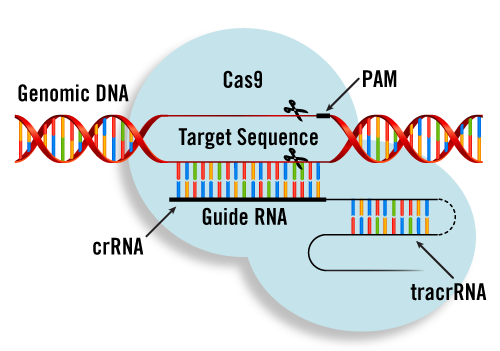 Cas9
PAM
Genomic DNA
Target Sequence
Guide RNA
crRNA
tracrRNA